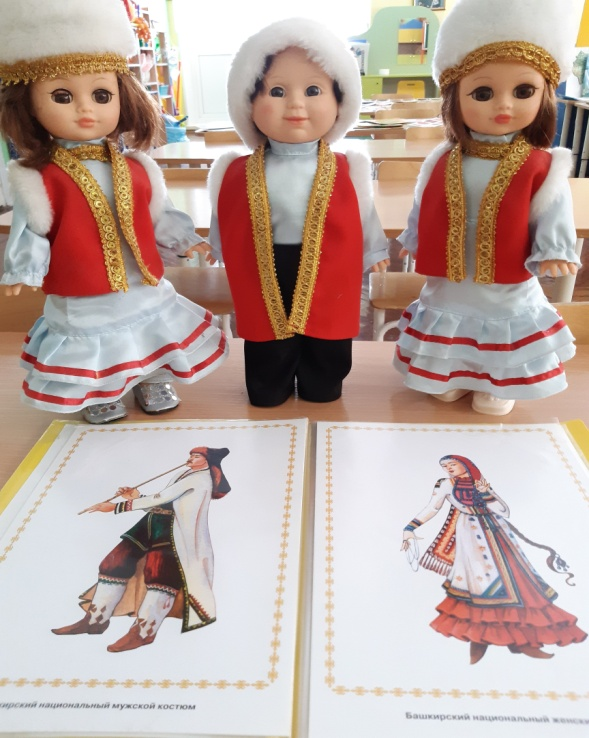 национальный мужской костюм
Башкирский национальный